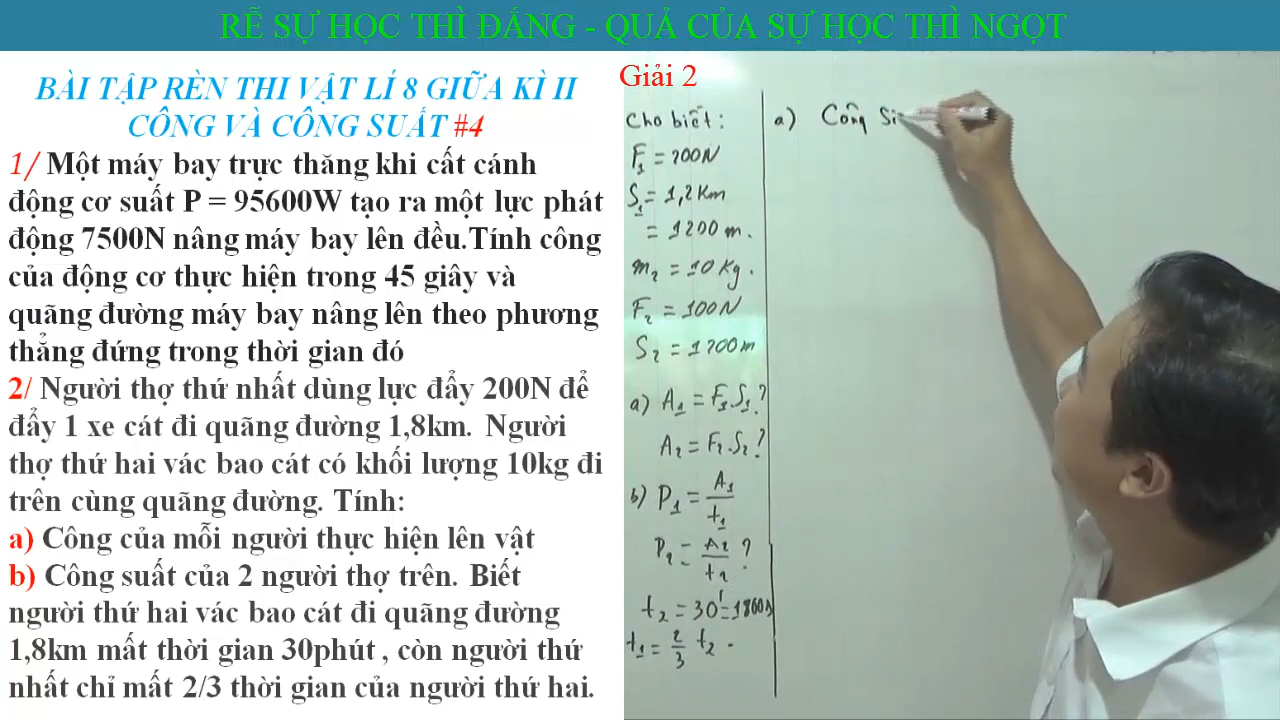 RỄ SỰ HỌC THÌ ĐẮNG - QUẢ CỦA SỰ HỌC THÌ NGỌT
BÀI TẬP RÈN THI VẬT LÍ 8 GIỮA KÌ II
CÔNG VÀ CÔNG SUẤT #4
1/ Một máy bay trực thăng khi cất cánh
động cơ suất P = 95600W tạo ra một lực phát
động 7500N nâng máy bay lên đều.Tính công
của động cơ thực hiện trong 45 giây và
quãng đường máy bay nâng lên theo phương
thẳng đứng trong thời gian đó
2/ Người thợ thứ nhất dùng lực đẩy 200N để
đẩy 1 xe cát đi quãng đường 1,8km. Người
thợ thứ hai vác bao cát có khối lượng 10kg đi
trên cùng quãng đường. Tính:
a) Công của mỗi người thực hiện lên vật
b) Công suất của 2 người thợ trên. Biết
người thứ hai vác bao cát đi quãng đường
1,8km mất thời gian 30phút , còn người thứ
nhất chỉ mất 2/3 thời gian của người thứ hai.
Giải 2
Cho biết:
F1 = 200N
S1 = 1,2Km
= 1200 m.
m2 = 10 Kg.
F2 = 100N
S2 = 1200m
a) A1 = F1.S1?
A2 = F2.S2?
b) P1 = A1/t1
P2 = A2/t2 ?
t2 = 30' = 1800s
t1 = 2/3 t2
a) Công Si